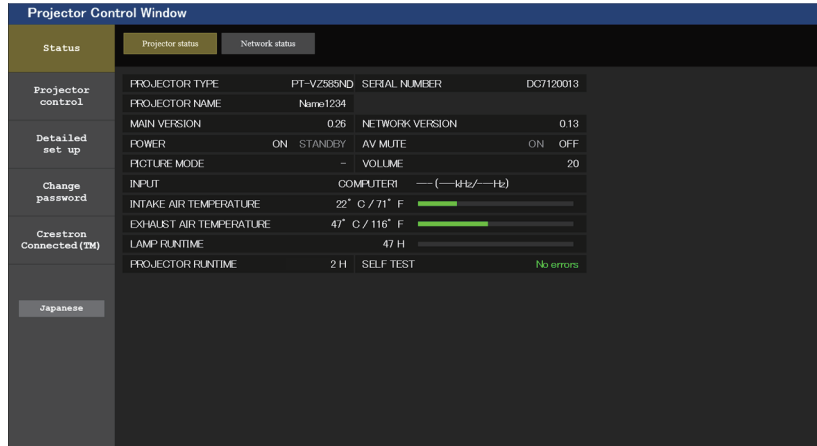 Projector Control Window
Status
Projector status
Network status
Projector
control
Detailed
set up
Change
password
Crestron
Connected(TM)
Japanese
PROJECTOR TYPE PT-VZ585ND SERIAL NUMBER DC7120013
PROJECTOR NAME Name1234
MAIN VERSION 0.26 NETWORK VERSION 0.13
POWER ON STANDBY AV MUTE ON OFF
PICTURE MODE – VOLUME 20
INPUT COMPUTER1 ---(---kHz/---Hz)
INTAKE AIR TEMPERATURE 22° C / 71° F
EXHAUST AIR TEMPERATURE 47° C / 116° F
LAMP RUNTIME 47 H
PROJECTOR RUNTIME 2 H SELF TEST No errors